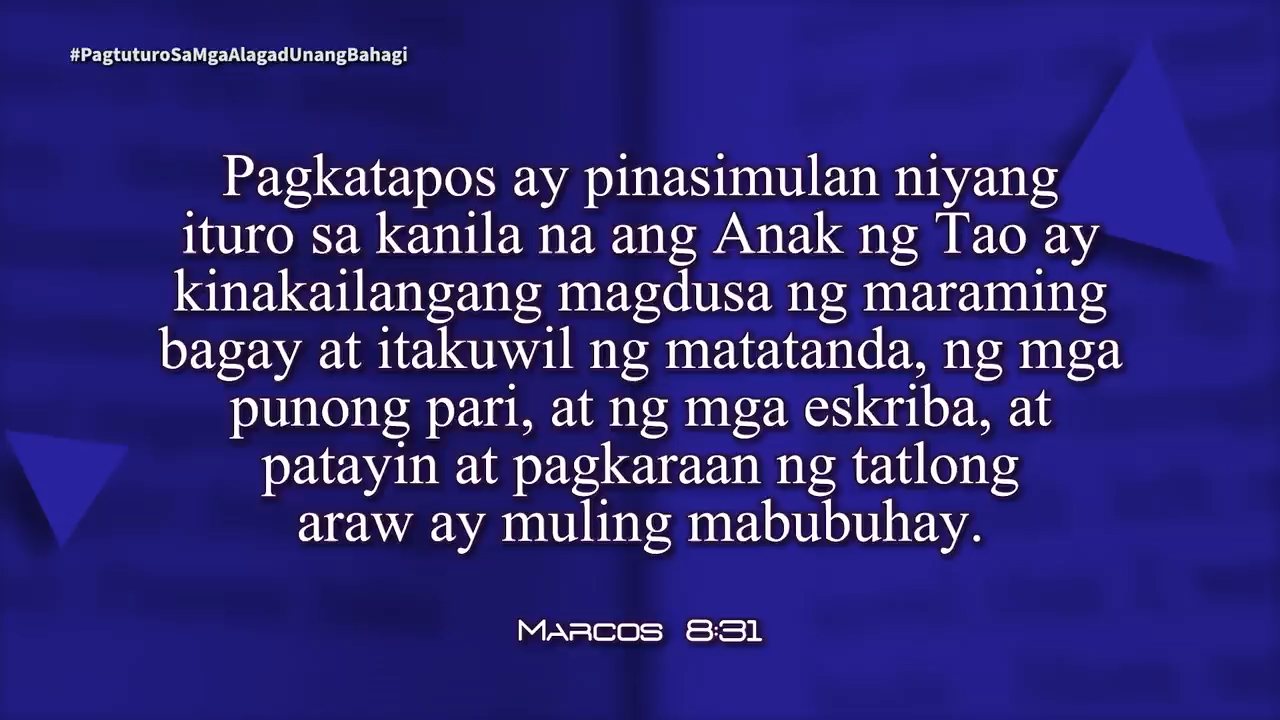 #PagtuturoSaMgaAlagadUnangBahagi
Pagkatapos ay pinasimulan niyang
ituro sa kanila na ang Anak ng Tao ay
kinakailangang magdusa ng maraming
bagay at itakuwil ng matatanda, ng mga
punong pari, at ng mga eskriba, at
patayin at pagkaraan ng tatlong
araw ay muling mabubuhay.
Marcos 8:31